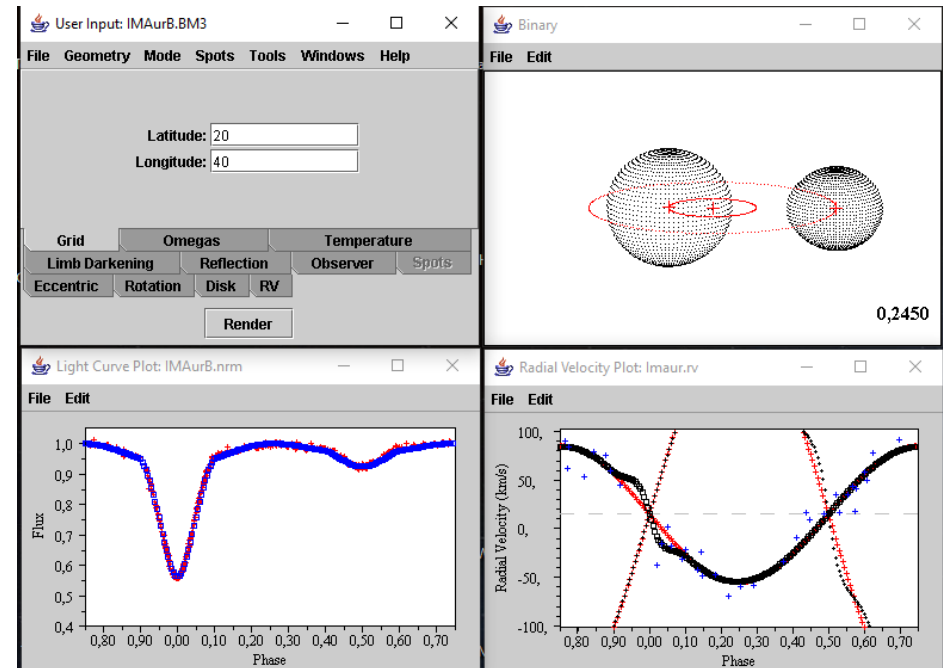 User Input: IMAurB.BM3
File Geometry Mode Spots Tools Windows Help
Latitude: 20
Longitude: 40
Grid Omegas Temperature
Limb Darkening Reflection Observer Spots
Eccentric Rotation Disk RV
Render
Binary
File Edit
0,2450
Light Curve Plot: IMAurB.nrm
File Edit
1,0
0,9
0,8
0,7
0,6
0,5
0,4
Flux
0,80 0,90 0,00 0,10 0,20 0,30 0,40 0,50 0,60 0,70
Phase
Radial Velocity Plot: Imaur.rv
File Edit
100,
50,
0,
-50,
-100,
Radial Velocity (km/s)
0,80 0,90 0,00 0,10 0,20 0,30 0,40 0,50 0,60 0,70
Phase